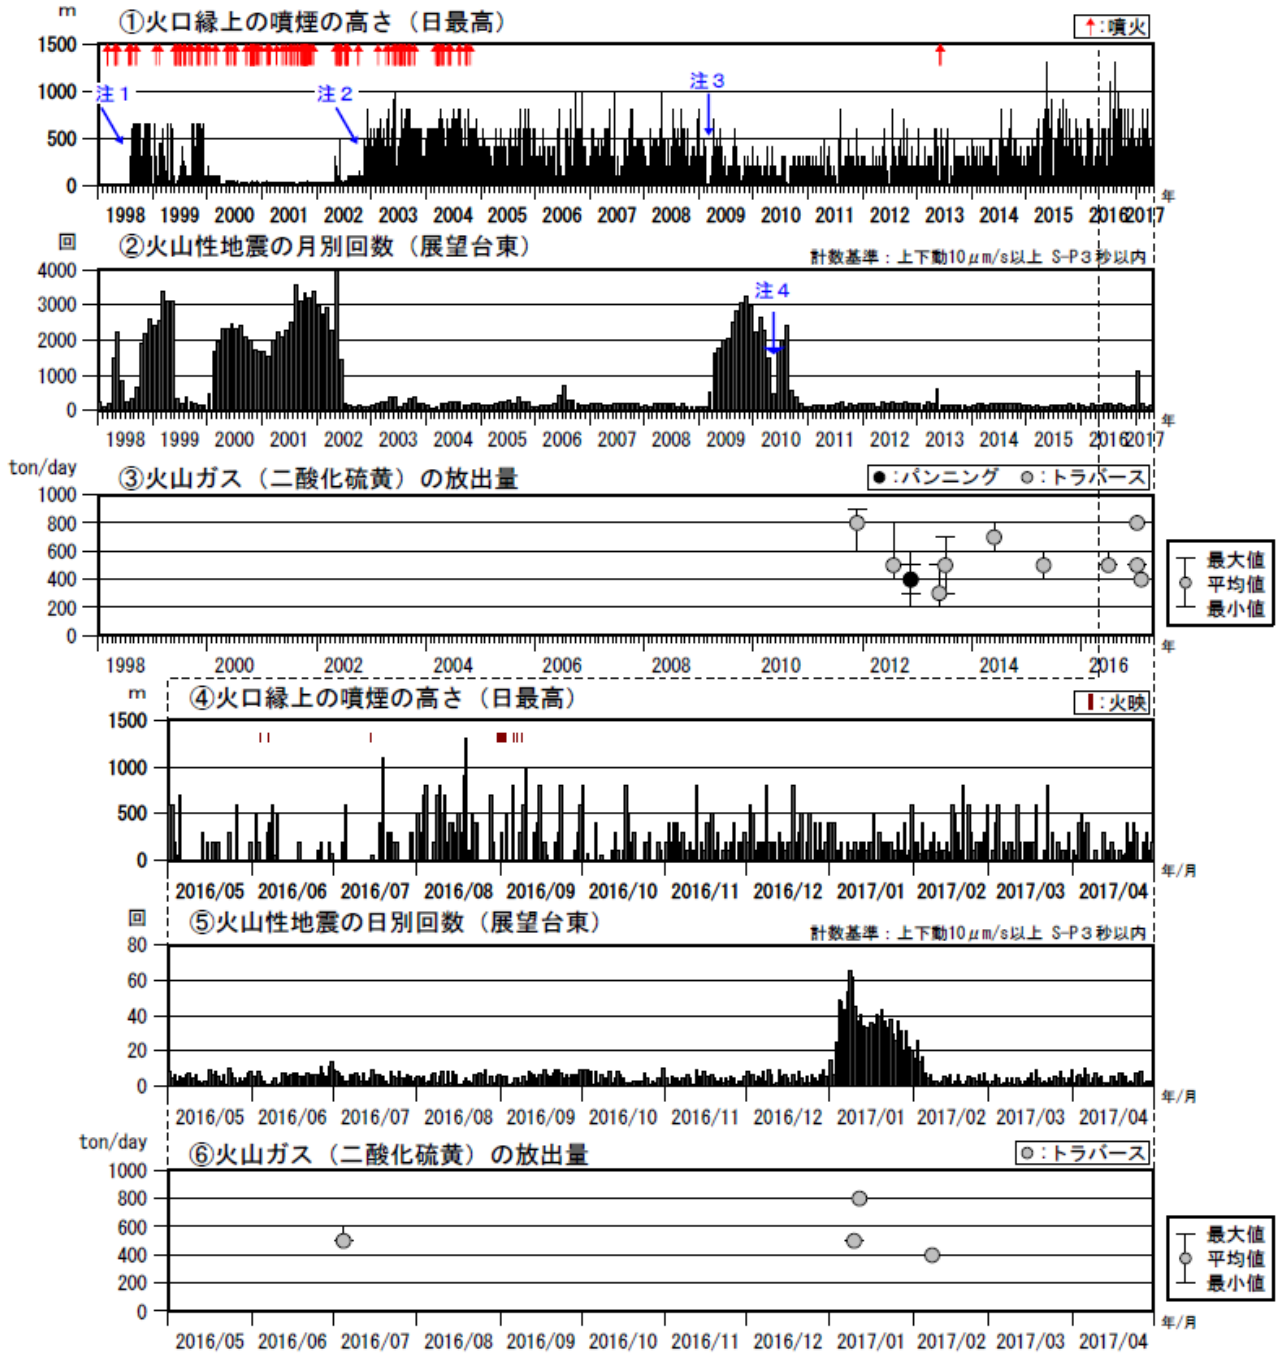 m ①火口縁上の噴煙の高さ（日最高） ↑:噴火
1500
1000
500
0
注1 注2 注3
1998 1999 2000 2001 2002 2003 2004 2005 2006 2007 2008 2009 2010 2011 2012 2013 2014 2015 2016 2017 年
回 ②火山性地震の月別回数（展望台東） 計数基準：上下動10μm/s以上 S-P3秒以内
4000
3000
2000
1000
0
注4
1998 1999 2000 2001 2002 2003 2004 2005 2006 2007 2008 2009 2010 2011 2012 2013 2014 2015 2016 2017 年
ton/day ③火山ガス（二酸化硫黄）の放出量 ●:パンニング ○:トラバース
1000
800
600
400
200
0
最大値
平均値
最小値
1998 2000 2002 2004 2006 2008 2010 2012 2014 2016 年
m ④火口縁上の噴煙の高さ（日最高） :火映
1500
1000
500
0
2016/05 2016/06 2016/07 2016/08 2016/09 2016/10 2016/11 2016/12 2017/01 2017/02 2017/03 2017/04 年/月
回 ⑤火山性地震の日別回数（展望台東） 計数基準：上下動10μm/s以上 S-P3秒以内
80
60
40
20
0
2016/05 2016/06 2016/07 2016/08 2016/09 2016/10 2016/11 2016/12 2017/01 2017/02 2017/03 2017/04 年/月
ton/day ⑥火山ガス（二酸化硫黄）の放出量 ○:トラバース
1000
800
600
400
200
0
最大値
平均値
最小値
2016/05 2016/06 2016/07 2016/08 2016/09 2016/10 2016/11 2016/12 2017/01 2017/02 2017/03 2017/04 年/月